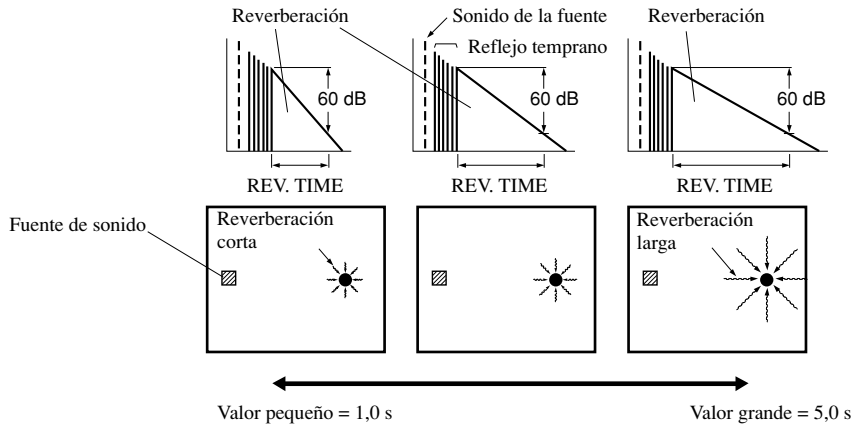 Reverberación
Sonido de la fuente
Reverberación
Reflejo temprano
60 dB
60 dB
60 dB
REV. TIME
REV. TIME
REV. TIME
Fuente de sonido
Reverberación
corta
Reverberación
larga
Valor pequeño = 1,0 s
Valor grande = 5,0 s